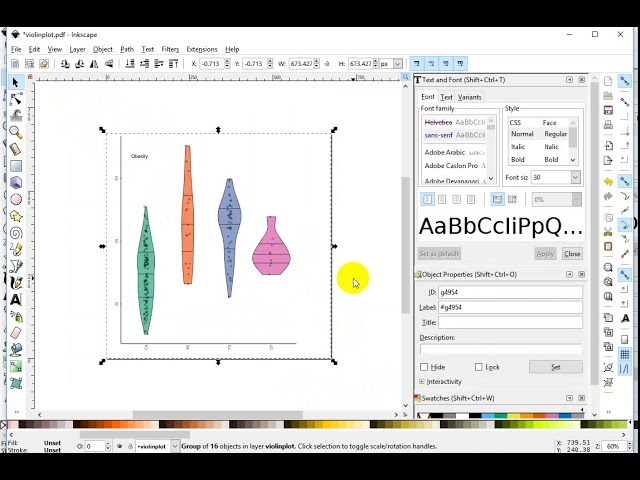 *violinplot.pdf - Inkscape
File Edit View Layer Object Path Text Filters Extensions Help
X: -0.713 Y: -0.713 W: 673.427 H: 673.427 px
Text and Font (Shift+Ctrl+T)
Font Text Variants
Font family
Style
Helvetica AaBbCcI
CSS Face
sans-serif AaBbCcIi
Normal Regular
Adobe Arabic
Italic Italic
Adobe Caslon Pro
Bold Bold
Adobe Devanagari
Font siz 30
0%
AaBbCcIiPpQ...
Set as default Apply Close
Object Properties (Shift+Ctrl+O)
ID: g4954
Label: #g4954
Title:
Description:
Hide Lock Set
Interactivity
Swatches (Shift+Ctrl+W)
Obesity
Fill: Unset
Stroke: Unset
O: 0
violinplot
Group of 16 objects in layer violinplot. Click selection to toggle scale/rotation handles.
X: 739.51
Y: 240.38
Z: 60%